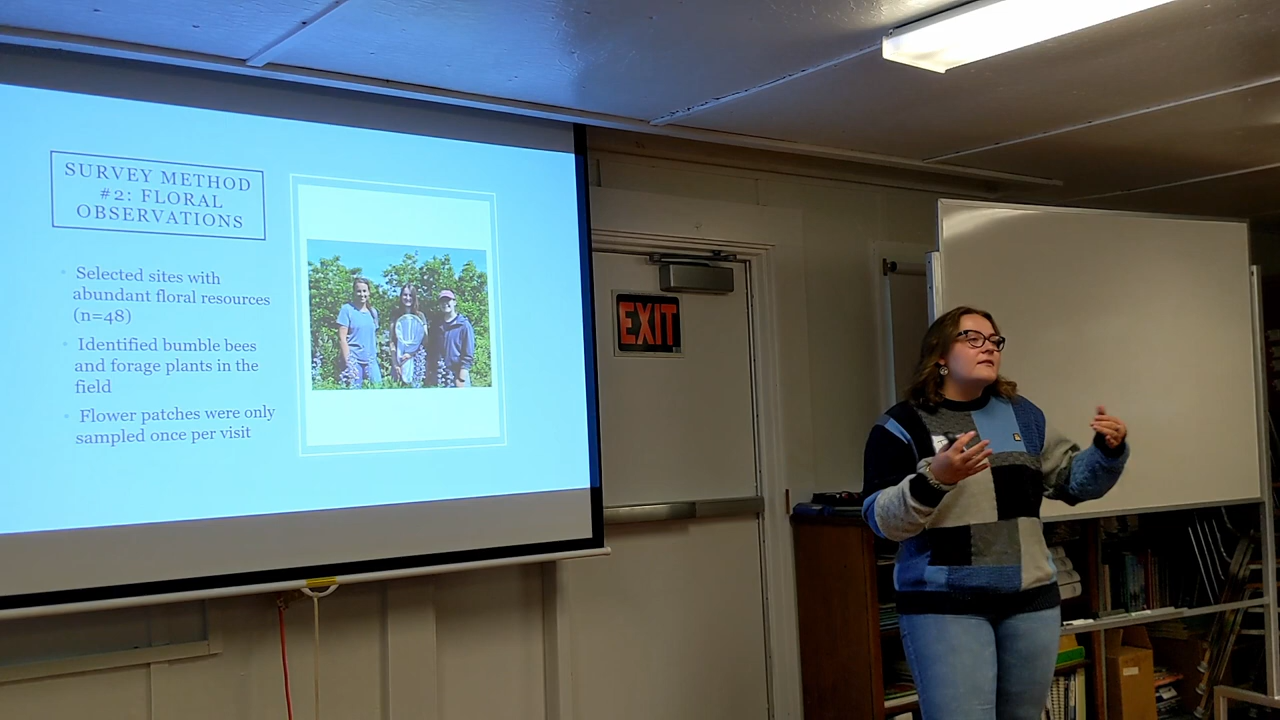 SURVEY METHOD
#2: FLORAL
OBSERVATIONS
Selected sites with
abundant floral resources
(n=48)
Identified bumble bees
and forage plants in the
field
Flower patches were only
sampled once per visit
EXIT